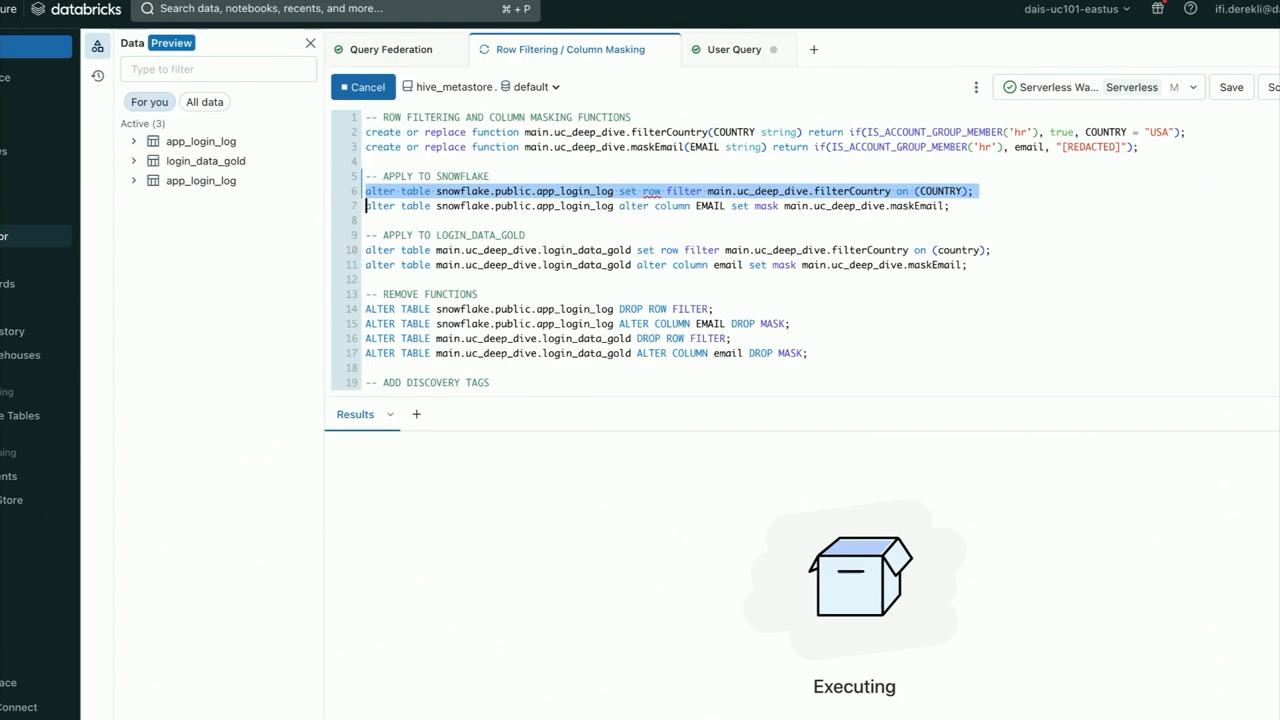 ure
databricks
Search data, notebooks, recents, and more...
⌘ + P
dais-uc101-eastus
ifi.derekli@da
Data Preview
Type to filter
For you
All data
Active (3)
app_login_log
login_data_gold
app_login_log
ce
ws
or
rds
story
rehouses
ing
e Tables
ning
ents
Store
ace
Connect
Query Federation
Row Filtering / Column Masking
User Query
Cancel
hive_metastore . default
Serverless Wa... Serverless M
Save
Sc
1 -- ROW FILTERING AND COLUMN MASKING FUNCTIONS
2 create or replace function main.uc_deep_dive.filterCountry(COUNTRY string) return if(IS_ACCOUNT_GROUP_MEMBER('hr'), true, COUNTRY = "USA");
3 create or replace function main.uc_deep_dive.maskEmail(EMAIL string) return if(IS_ACCOUNT_GROUP_MEMBER('hr'), email, "[REDACTED]");
4
5 -- APPLY TO SNOWFLAKE
6 alter table snowflake.public.app_login_log set row filter main.uc_deep_dive.filterCountry on (COUNTRY);
7 alter table snowflake.public.app_login_log alter column EMAIL set mask main.uc_deep_dive.maskEmail;
8
9 -- APPLY TO LOGIN_DATA_GOLD
10 alter table main.uc_deep_dive.login_data_gold set row filter main.uc_deep_dive.filterCountry on (country);
11 alter table main.uc_deep_dive.login_data_gold alter column email set mask main.uc_deep_dive.maskEmail;
12
13 -- REMOVE FUNCTIONS
14 ALTER TABLE snowflake.public.app_login_log DROP ROW FILTER;
15 ALTER TABLE snowflake.public.app_login_log ALTER COLUMN EMAIL DROP MASK;
16 ALTER TABLE main.uc_deep_dive.login_data_gold DROP ROW FILTER;
17 ALTER TABLE main.uc_deep_dive.login_data_gold ALTER COLUMN email DROP MASK;
18
19 -- ADD DISCOVERY TAGS
Results
Executing